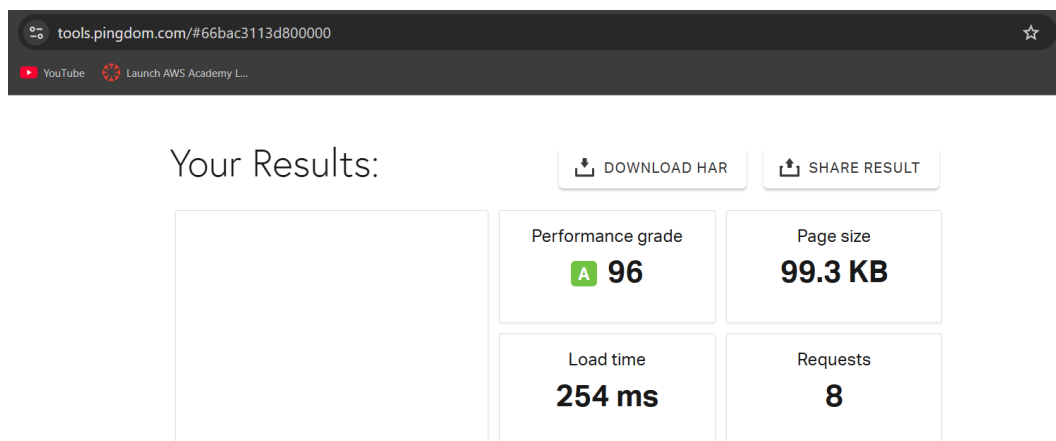 tools.pingdom.com/#66bac3113d800000
YouTube Launch AWS Academy L...
Your Results:
DOWNLOAD HAR
SHARE RESULT
Performance grade
A 96
Page size
99.3 KB
Load time
254 ms
Requests
8